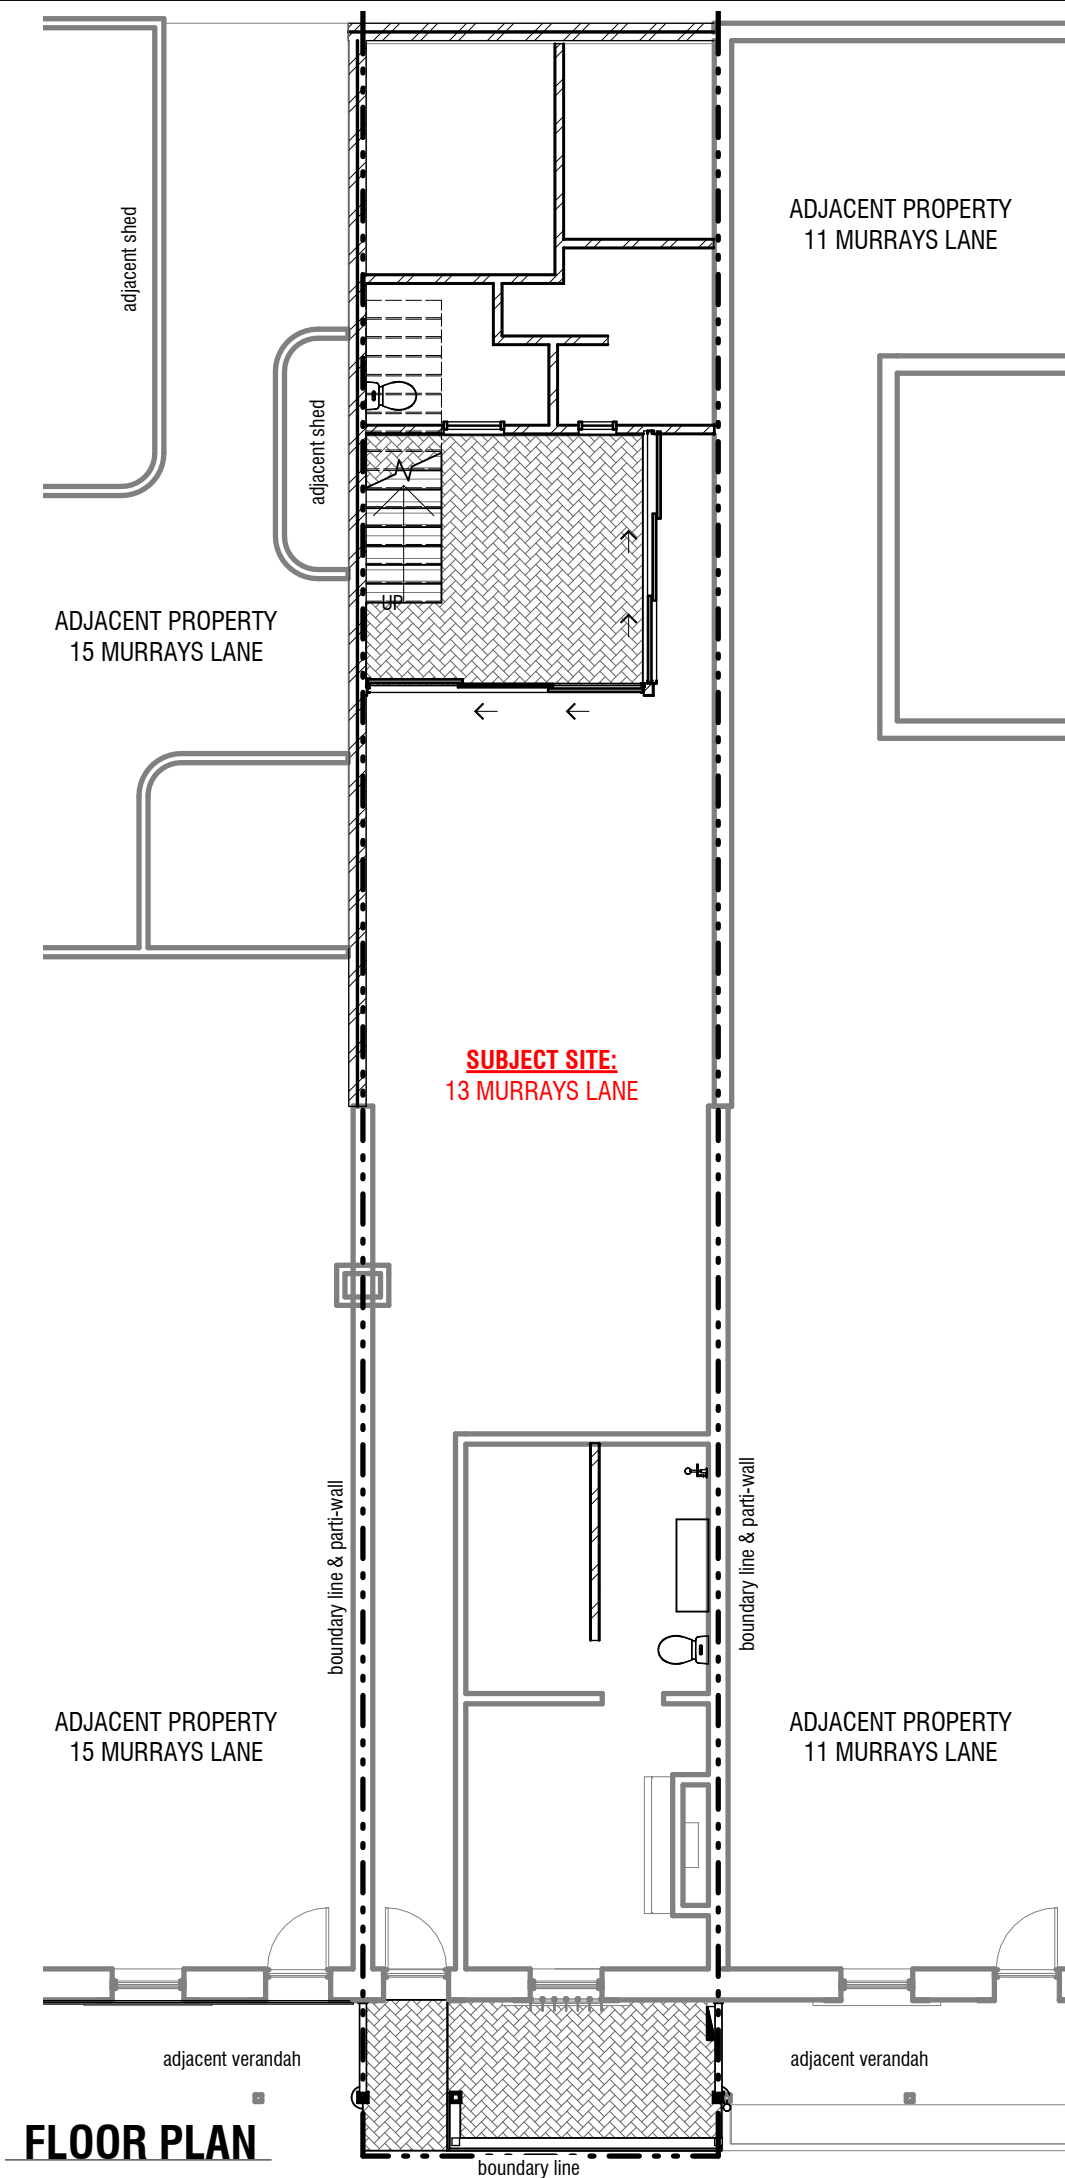 ADJACENT PROPERTY
11 MURRAYS LANE
adjacent shed
adjacent shed
UP
ADJACENT PROPERTY
15 MURRAYS LANE
SUBJECT SITE:
13 MURRAYS LANE
boundary line & parti-wall
boundary line & parti-wall
ADJACENT PROPERTY
15 MURRAYS LANE
ADJACENT PROPERTY
11 MURRAYS LANE
adjacent verandah
adjacent verandah
FLOOR PLAN
boundary line